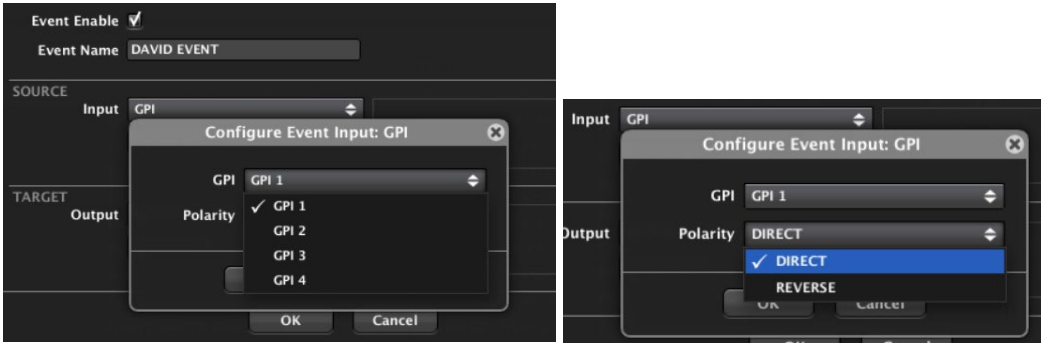 Event Enable
Event Name DAVID EVENT
SOURCE
Input GPI
Configure Event Input: GPI
GPI GPI 1
GPI 1
TARGET
Output
Polarity
GPI 2
GPI 3
GPI 4
OK Cancel
Input GPI
Configure Event Input: GPI
GPI GPI 1
Output
Polarity DIRECT
DIRECT
REVERSE
OK Cancel